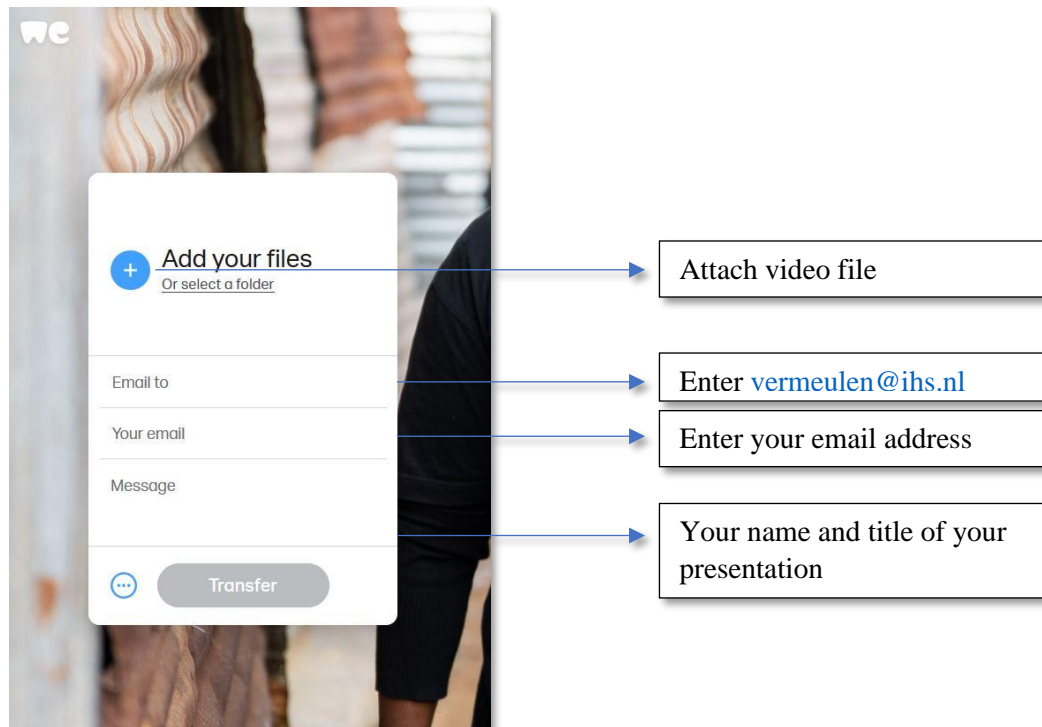 we
Add your files
Or select a folder
Attach video file
Email to
Enter vermeulen@ihs.nl
Your email
Enter your email address
Message
Your name and title of your
presentation
Transfer